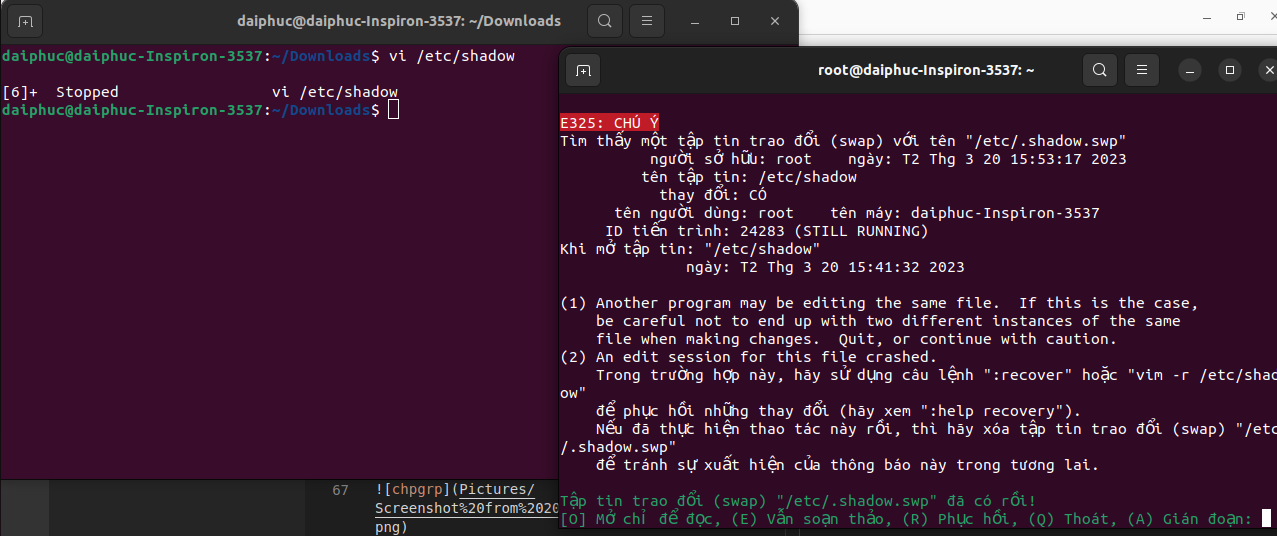 daiphuc@daiphuc-Inspiron-3537: ~/Downloads
daiphuc@daiphuc-Inspiron-3537:~/Downloads$ vi /etc/shadow
[6]+  Stopped                 vi /etc/shadow
daiphuc@daiphuc-Inspiron-3537:~/Downloads$
root@daiphuc-Inspiron-3537: ~
E325: CHÚ Ý
Tìm thấy một tập tin trao đổi (swap) với tên "/etc/.shadow.swp"
người sở hữu: root    ngày: T2 Thg 3 20 15:53:17 2023
tên tập tin: /etc/shadow
thay đổi: CÓ
tên người dùng: root    tên máy: daiphuc-Inspiron-3537
ID tiến trình: 24283 (STILL RUNNING)
Khi mở tập tin: "/etc/shadow"
ngày: T2 Thg 3 20 15:41:32 2023
(1) Another program may be editing the same file.  If this is the case,
be careful not to end up with two different instances of the same
file when making changes.  Quit, or continue with caution.
(2) An edit session for this file crashed.
Trong trường hợp này, hãy sử dụng câu lệnh ":recover" hoặc "vim -r /etc/shad
ow"
để phục hồi những thay đổi (hãy xem ":help recovery").
Nếu đã thực hiện thao tác này rồi, thì hãy xóa tập tin trao đổi (swap) "/etc
/.shadow.swp"
để tránh sự xuất hiện của thông báo này trong tương lai.
Tập tin trao đổi (swap) "/etc/.shadow.swp" đã có rồi!
[O] Mở chỉ để đọc, (E) Vẫn soạn thảo, (R) Phục hồi, (Q) Thoát, (A) Gián đoạn:
67 ![chpgrp](Pictures/
Screenshot%20from%202
png)